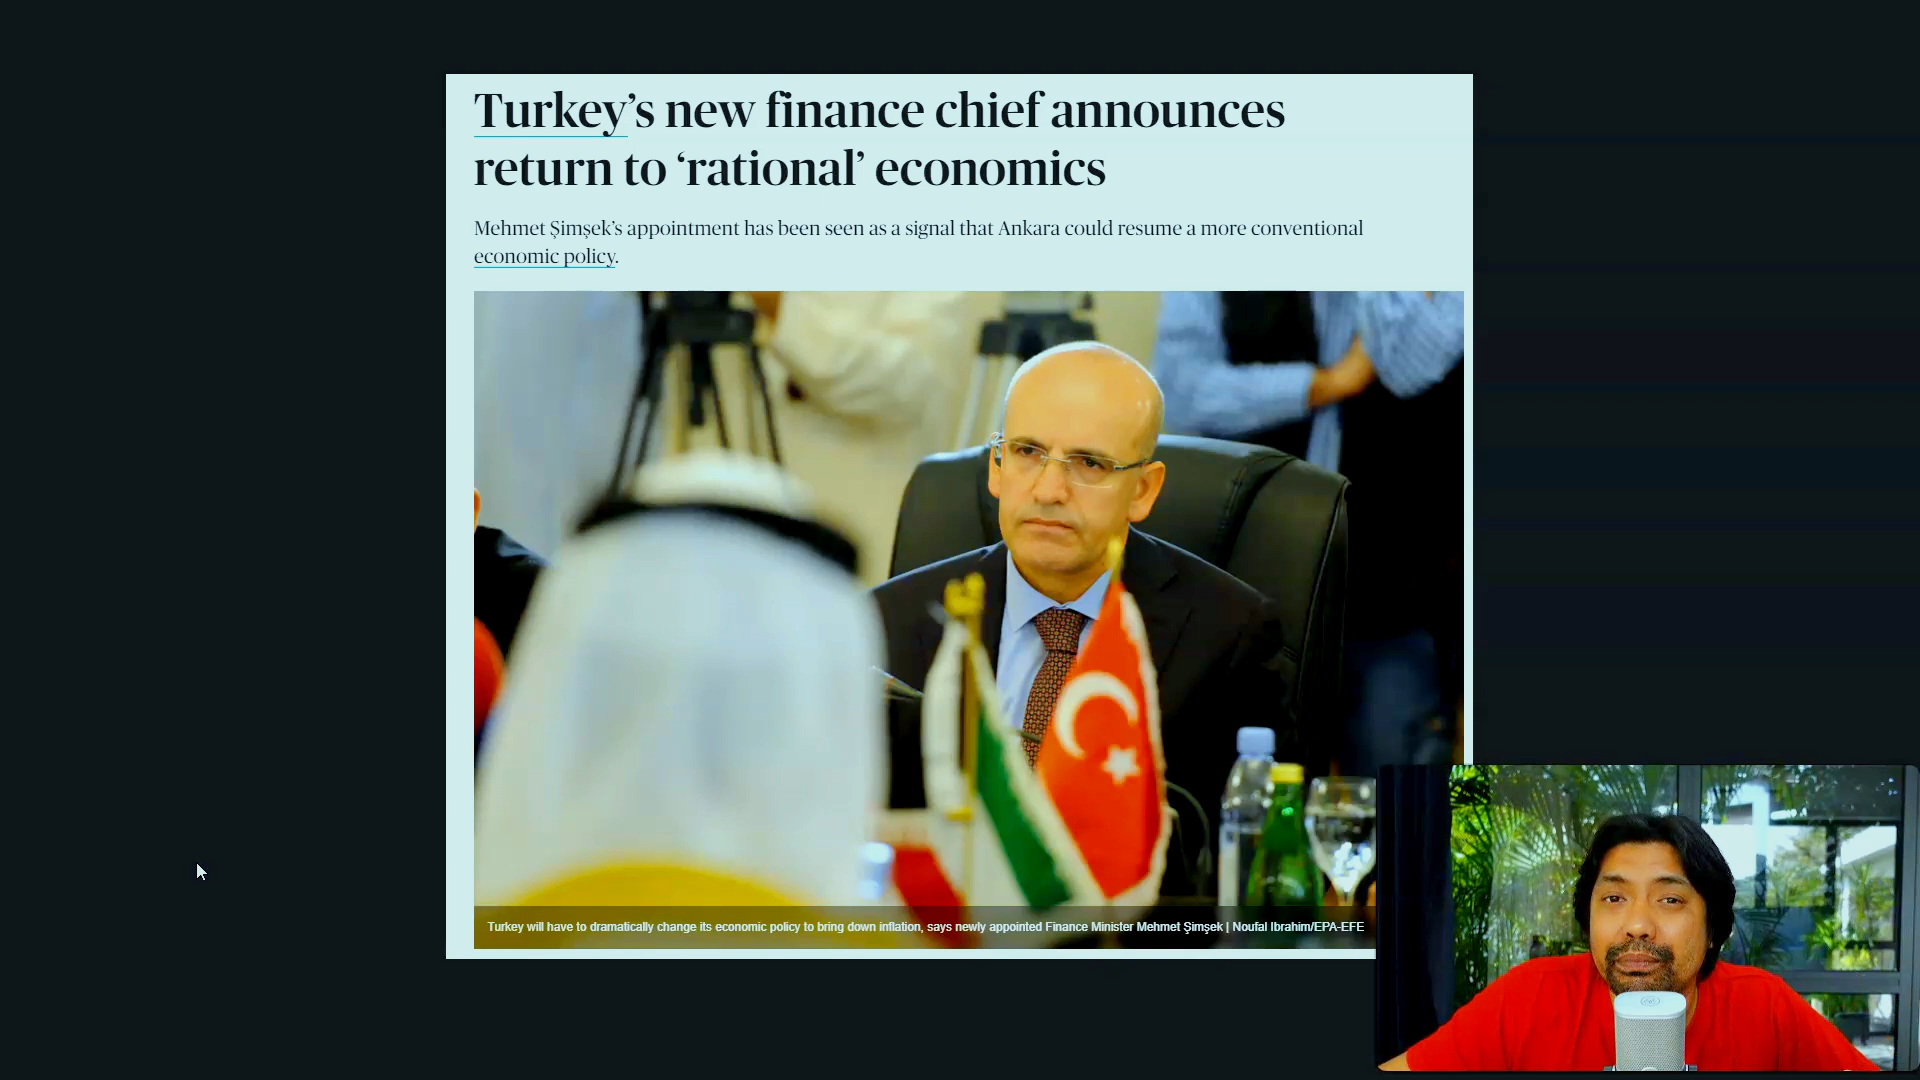 Turkey’s new finance chief announces
return to ‘rational’ economics
Mehmet Şimşek’s appointment has been seen as a signal that Ankara could resume a more conventional
economic policy.
Turkey will have to dramatically change its economic policy to bring down inflation, says newly appointed Finance Minister Mehmet Şimşek | Noufal Ibrahim/EPA-EFE